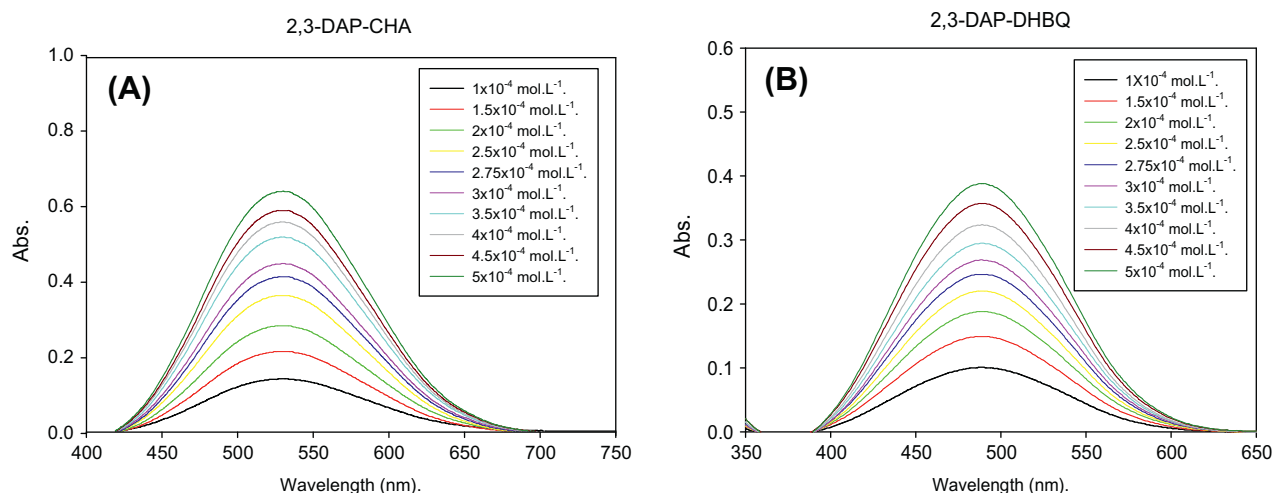 2,3-DAP-CHA
(A)
1.0
0.8
0.6
0.4
0.2
0.0
Abs.
1x10⁻⁴ mol.L⁻¹.
1.5x10⁻⁴ mol.L⁻¹.
2x10⁻⁴ mol.L⁻¹.
2.5x10⁻⁴ mol.L⁻¹.
2.75x10⁻⁴ mol.L⁻¹.
3x10⁻⁴ mol.L⁻¹.
3.5x10⁻⁴ mol.L⁻¹.
4x10⁻⁴ mol.L⁻¹.
4.5x10⁻⁴ mol.L⁻¹.
5x10⁻⁴ mol.L⁻¹.
400 450 500 550 600 650 700 750
Wavelength (nm).
2,3-DAP-DHBQ
(B)
0.6
0.5
0.4
0.3
0.2
0.1
0.0
Abs.
1X10⁻⁴ mol.L⁻¹.
1.5x10⁻⁴ mol.L⁻¹.
2x10⁻⁴ mol.L⁻¹.
2.5x10⁻⁴ mol.L⁻¹.
2.75x10⁻⁴ mol.L⁻¹.
3x10⁻⁴ mol.L⁻¹.
3.5x10⁻⁴ mol.L⁻¹.
4x10⁻⁴ mol.L⁻¹.
4.5x10⁻⁴ mol.L⁻¹.
5x10⁻⁴ mol.L⁻¹.
350 400 450 500 550 600 650
Wavelength (nm).